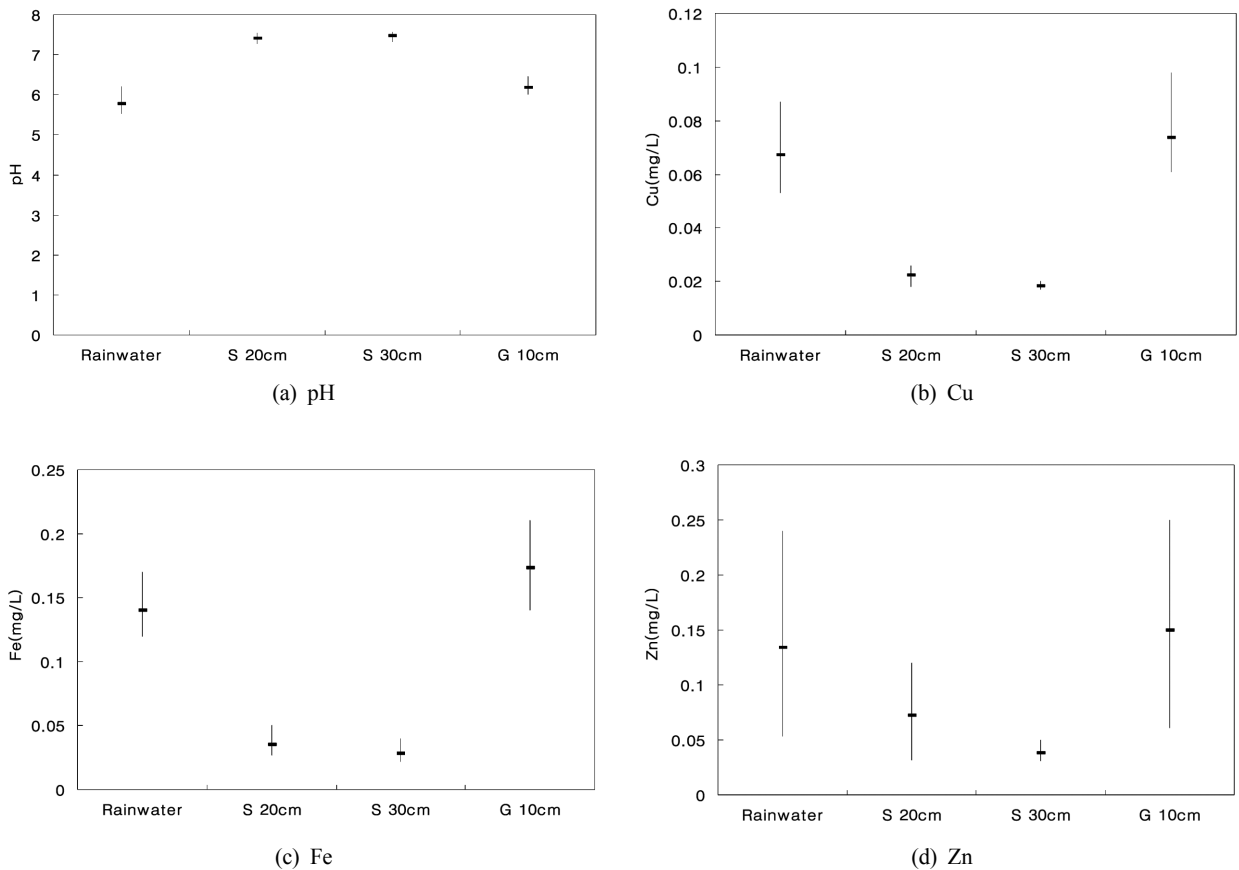 8
7
6
5
4
3
2
1
0
pH
Rainwater S 20cm S 30cm G 10cm
(a) pH
0.12
0.1
0.08
0.06
0.04
0.02
0
Cu(mg/L)
Rainwater S 20cm S 30cm G 10cm
(b) Cu
0.25
0.2
0.15
0.1
0.05
0
Fe(mg/L)
Rainwater S 20cm S 30cm G 10cm
(c) Fe
0.3
0.25
0.2
0.15
0.1
0.05
0
Zn(mg/L)
Rainwater S 20cm S 30cm G 10cm
(d) Zn